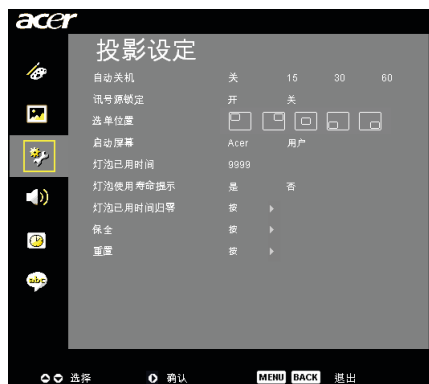 acer
投影设定
自动关机 关 15 30 60
讯号源锁定 开 关
选单位置
启动屏幕 Acer 用户
灯泡已用时间 9999
灯泡使用寿命提示 是 否
灯泡已用时间归零 按
保全 按
重置 按
abc
选择 确认 MENU BACK 退出